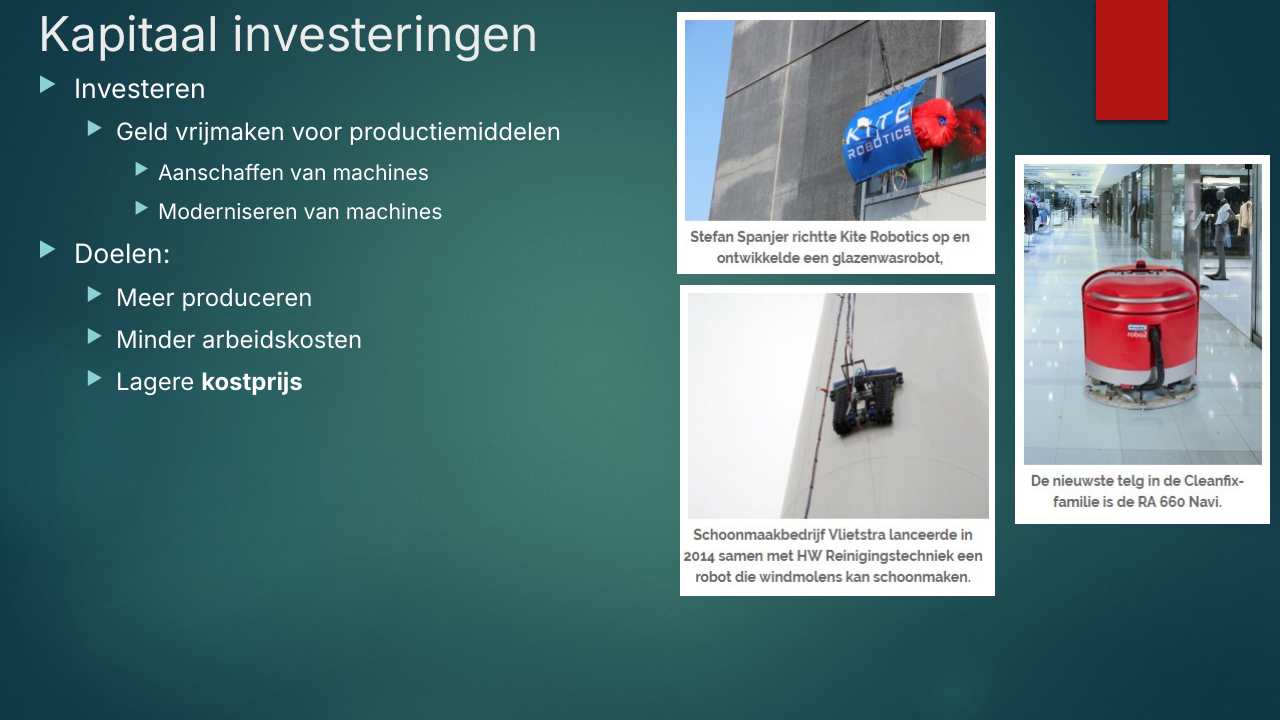 Kapitaal investeringen
Investeren
Geld vrijmaken voor productiemiddelen
Aanschaffen van machines
Moderniseren van machines
Doelen:
Meer produceren
Minder arbeidskosten
Lagere kostprijs
KITE
ROBOTICS
Stefan Spanjer richtte Kite Robotics op en
ontwikkelde een glazenwasrobot,
Schoonmaakbedrijf Vlietstra lanceerde in
2014 samen met HW Reinigingstechniek een
robot die windmolens kan schoonmaken.
De nieuwste telg in de Cleanfix-
familie is de RA 660 Navi.